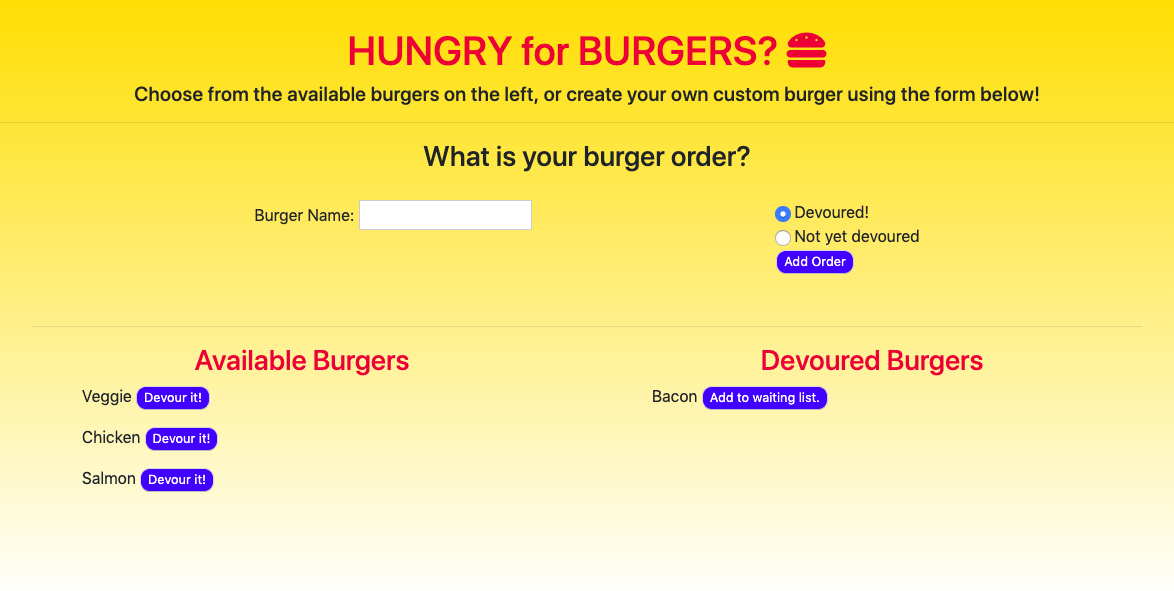 HUNGRY for BURGERS?
Choose from the available burgers on the left, or create your own custom burger using the form below!
What is your burger order?
Burger Name:
Devoured!
Not yet devoured
Add Order
Available Burgers
Veggie Devour it!
Chicken Devour it!
Salmon Devour it!
Devoured Burgers
Bacon Add to waiting list.